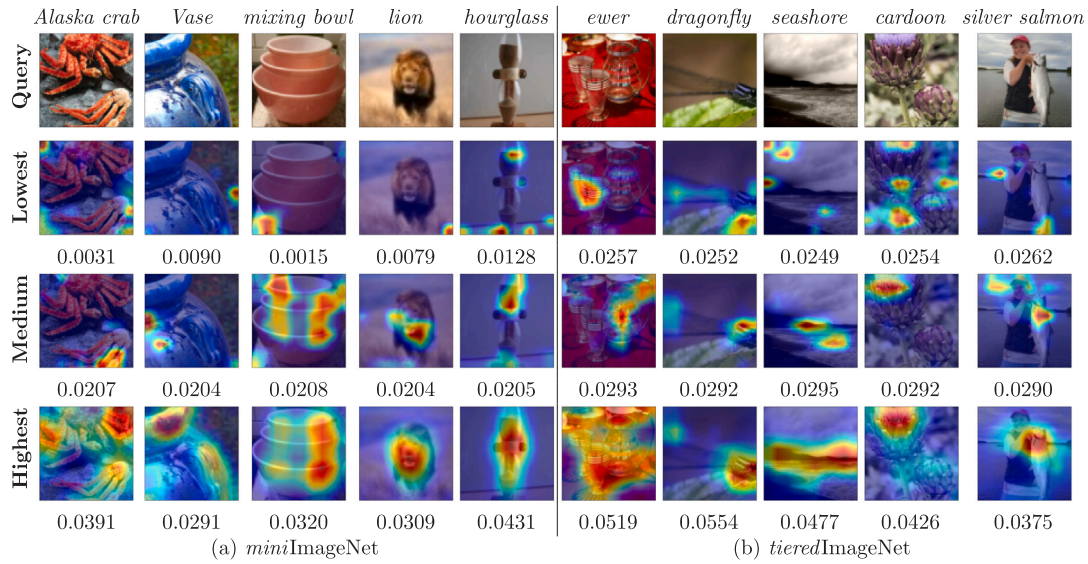 Alaska crab Vase mixing bowl lion hourglass ewer dragonfly seashore cardoon silver salmon
Query
Lowest
0.0031 0.0090 0.0015 0.0079 0.0128 0.0257 0.0252 0.0249 0.0254 0.0262
Medium
0.0207 0.0204 0.0208 0.0204 0.0205 0.0293 0.0292 0.0295 0.0292 0.0290
Highest
0.0391 0.0291 0.0320 0.0309 0.0431 0.0519 0.0554 0.0477 0.0426 0.0375
(a) miniImageNet (b) tieredImageNet